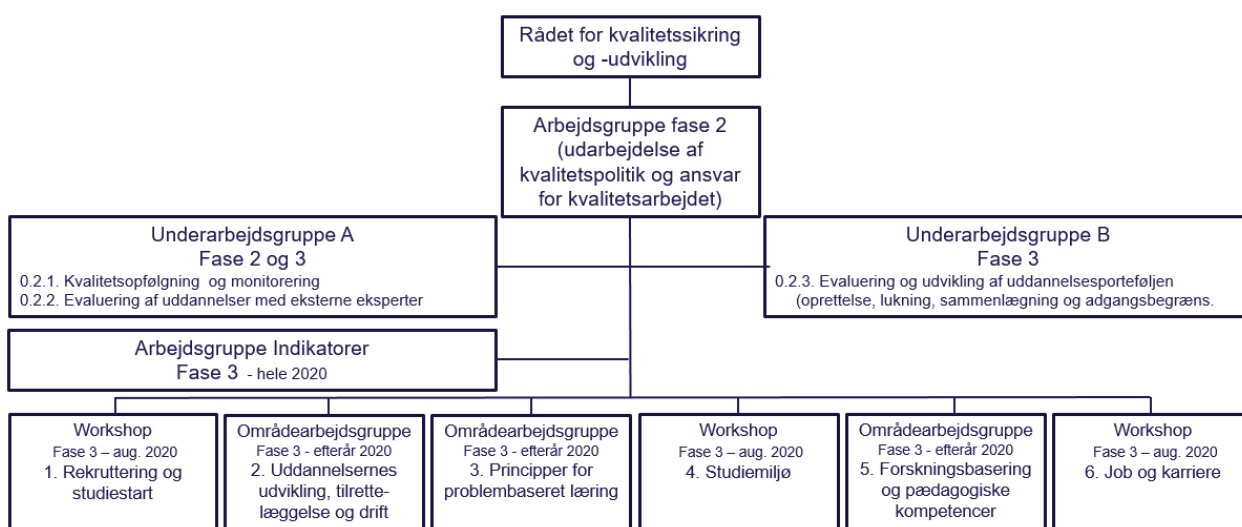 Rådet for kvalitetssikring
og -udvikling
Arbejdsgruppe fase 2
(udarbejdelse af
kvalitetspolitik og ansvar
for kvalitetsarbejdet)
Underarbejdsgruppe A
Fase 2 og 3
0.2.1. Kvalitetsopfølgning og monitorering
0.2.2. Evaluering af uddannelser med eksterne eksperter
Underarbejdsgruppe B
Fase 3
0.2.3. Evaluering og udvikling af uddannelsesporteføljen
(oprettelse, lukning, sammenlægning og adgangsbegræns.
Arbejdsgruppe Indikatorer
Fase 3 - hele 2020
Workshop
Fase 3 – aug. 2020
1. Rekruttering og
studiestart
Områdearbejdsgruppe
Fase 3 - efterår 2020
2. Uddannelsernes
udvikling, tilrette-
læggelse og drift
Områdearbejdsgruppe
Fase 3 - efterår 2020
3. Principper for
problembaseret læring
Workshop
Fase 3 – aug. 2020
4. Studiemiljø
Områdearbejdsgruppe
Fase 3 - efterår 2020
5. Forskningsbasering
og pædagogiske
kompetencer
Workshop
Fase 3 – aug. 2020
6. Job og karriere